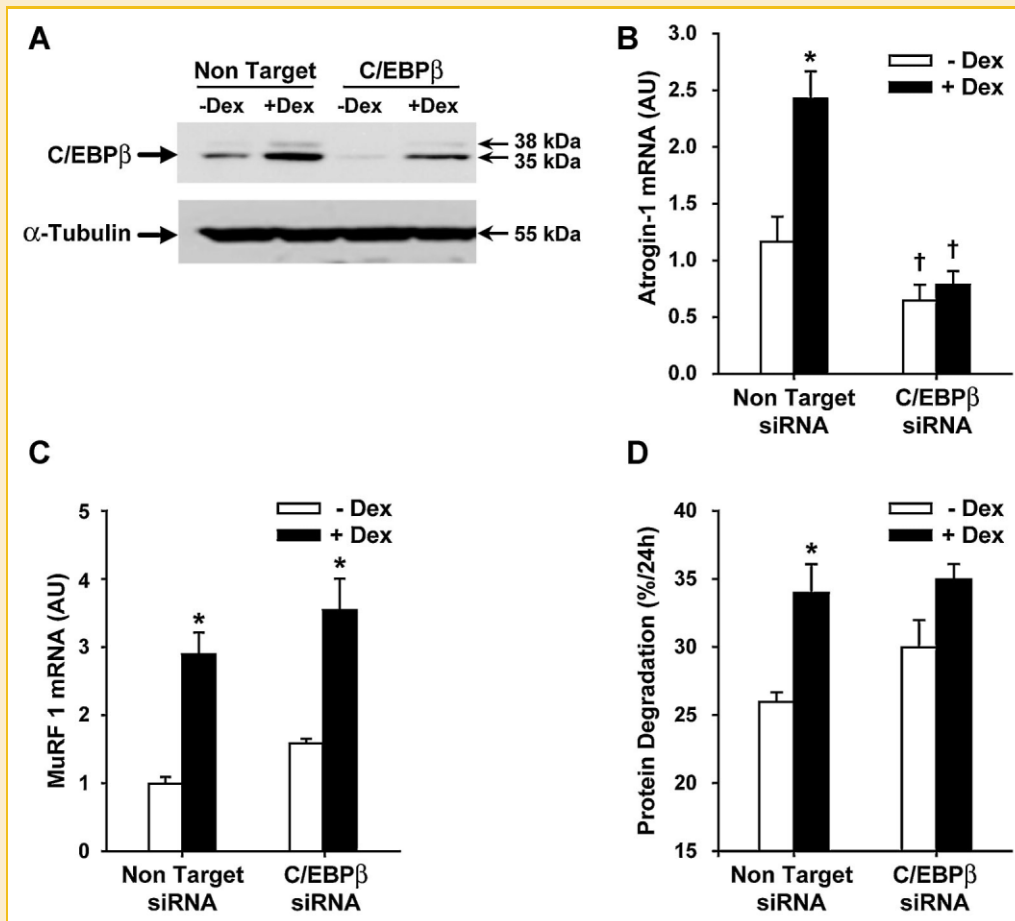 A
Non Target
C/EBPβ
-Dex
+Dex
-Dex
+Dex
C/EBPβ
38 kDa
35 kDa
α-Tubulin
55 kDa
B
- Dex
+ Dex
Atrogin-1 mRNA (AU)
3.0
2.5
2.0
1.5
1.0
0.5
0.0
*
†
†
Non Target
siRNA
C/EBPβ
siRNA
C
- Dex
+ Dex
MuRF 1 mRNA (AU)
5
4
3
2
1
0
*
*
Non Target
siRNA
C/EBPβ
siRNA
D
- Dex
+ Dex
Protein Degradation (%/24h)
40
35
30
25
20
15
*
Non Target
siRNA
C/EBPβ
siRNA